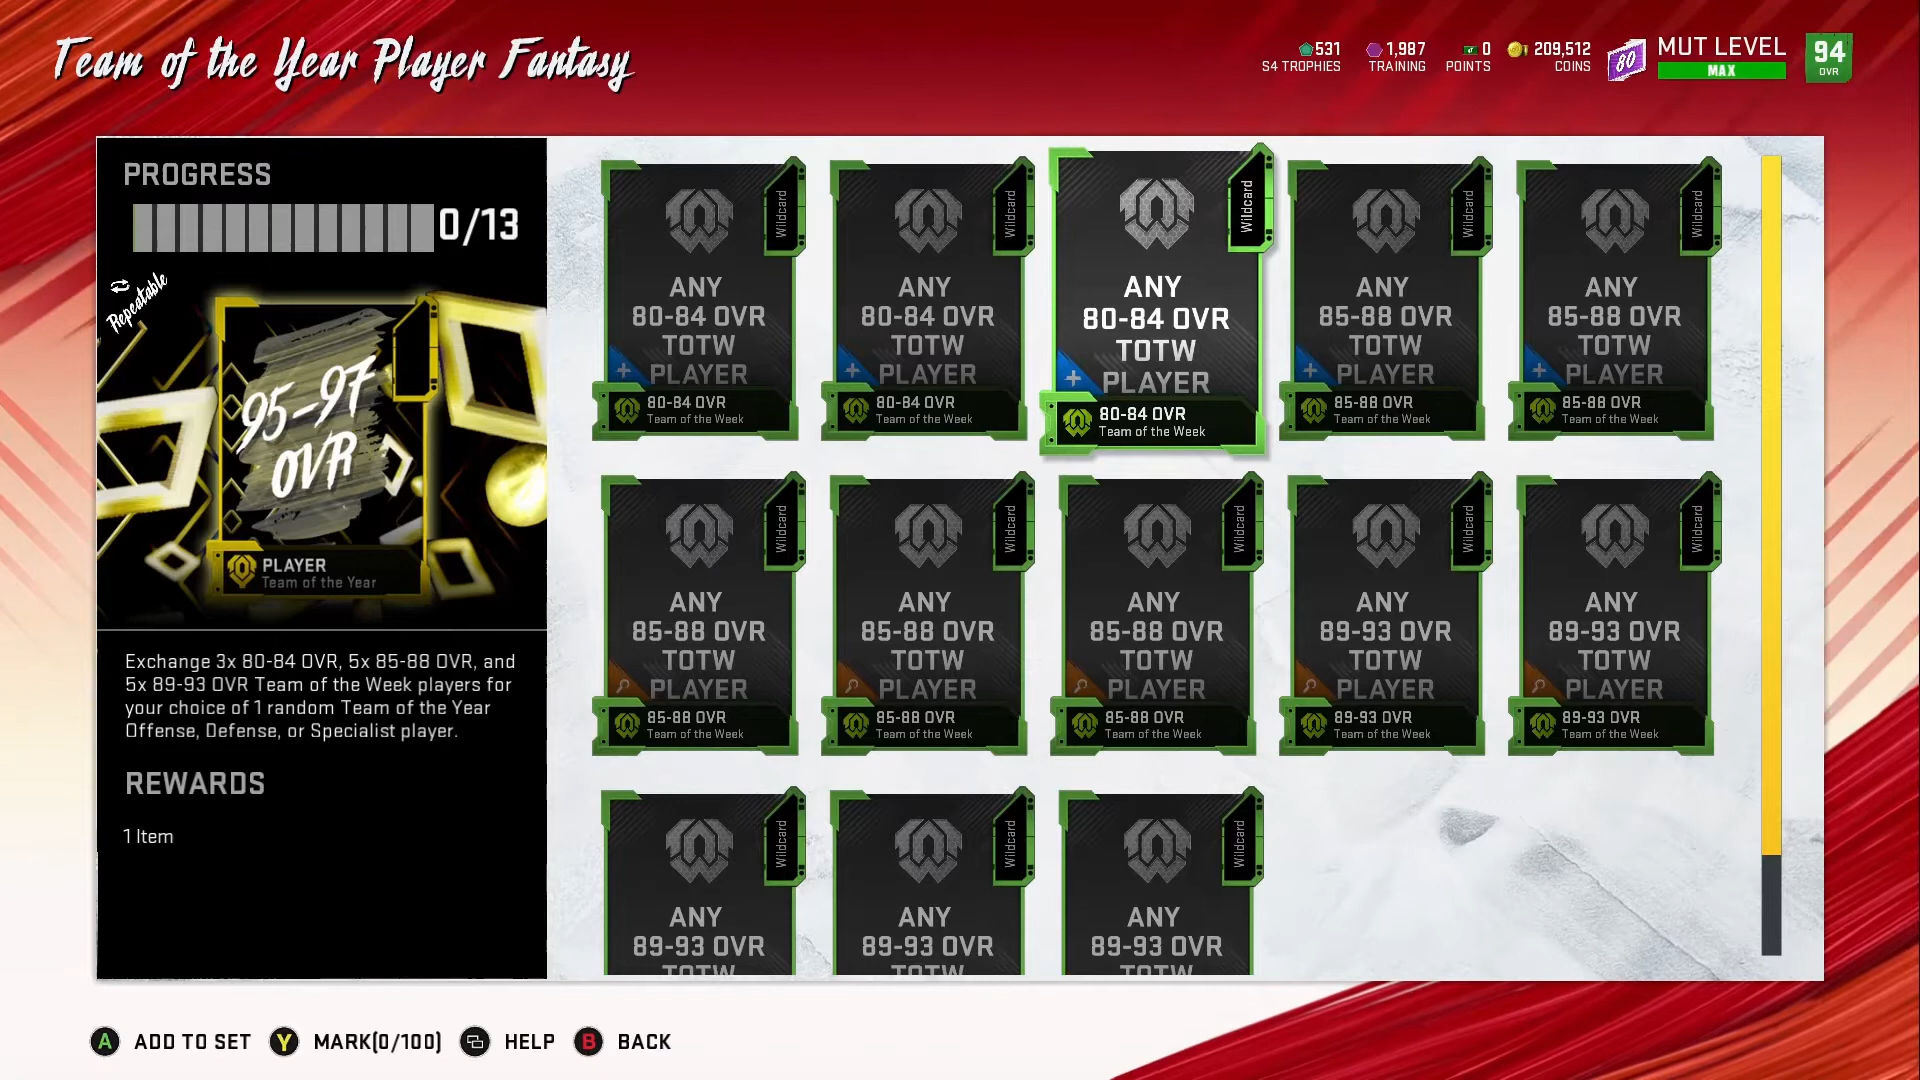 Team of the Year Player Fantasy
531
S4 TROPHIES
1,987
TRAINING
0
POINTS
209,512
COINS
80
MUT LEVEL
MAX
94
OVR
PROGRESS
0/13
Repeatable
95-97
OVR
PLAYER
Team of the Year
Exchange 3x 80-84 OVR, 5x 85-88 OVR, and
5x 89-93 OVR Team of the Week players for
your choice of 1 random Team of the Year
Offense, Defense, or Specialist player.
REWARDS
1 Item
Wildcard
ANY
80-84 OVR
TOTW
PLAYER
80-84 OVR
Team of the Week
Wildcard
ANY
80-84 OVR
TOTW
PLAYER
80-84 OVR
Team of the Week
Wildcard
ANY
80-84 OVR
TOTW
PLAYER
80-84 OVR
Team of the Week
Wildcard
ANY
85-88 OVR
TOTW
PLAYER
85-88 OVR
Team of the Week
Wildcard
ANY
85-88 OVR
TOTW
PLAYER
85-88 OVR
Team of the Week
Wildcard
ANY
85-88 OVR
TOTW
PLAYER
85-88 OVR
Team of the Week
Wildcard
ANY
85-88 OVR
TOTW
PLAYER
85-88 OVR
Team of the Week
Wildcard
ANY
85-88 OVR
TOTW
PLAYER
85-88 OVR
Team of the Week
Wildcard
ANY
89-93 OVR
TOTW
PLAYER
89-93 OVR
Team of the Week
Wildcard
ANY
89-93 OVR
TOTW
PLAYER
89-93 OVR
Team of the Week
Wildcard
ANY
89-93 OVR
TOTW
Wildcard
ANY
89-93 OVR
TOTW
Wildcard
ANY
89-93 OVR
TOTW
A ADD TO SET Y MARK(0/100) HELP B BACK